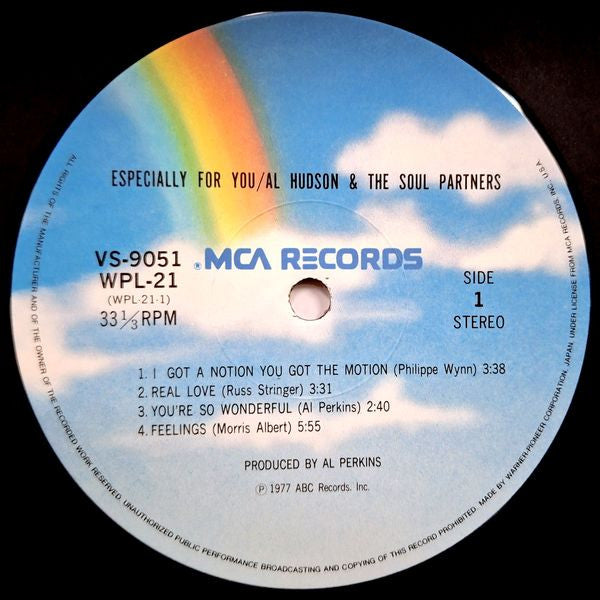 ESPECIALLY FOR YOU/AL HUDSON & THE SOUL PARTNERS
VS-9051
WPL-21
(WPL-21-1)
33 1/3 RPM
® MCA RECORDS
SIDE
1
STEREO
1. I GOT A NOTION YOU GOT THE MOTION (Philippe Wynn) 3:38
2. REAL LOVE (Russ Stringer) 3:31
3. YOU'RE SO WONDERFUL (Al Perkins) 2:40
4. FEELINGS (Morris Albert) 5:55
PRODUCED BY AL PERKINS
Ⓟ 1977 ABC Records. Inc.
ALL RIGHTS OF THE MANUFACTURER AND OF THE OWNER OF THE RECORDED WORK RESERVED. UNAUTHORIZED PUBLIC PERFORMANCE BROADCASTING AND COPYING OF THIS RECORD PROHIBITED. MADE BY WARNER-PIONEER CORPORATION, JAPAN, UNDER LICENSE FROM MCA RECORDS, INC., U.S.A.